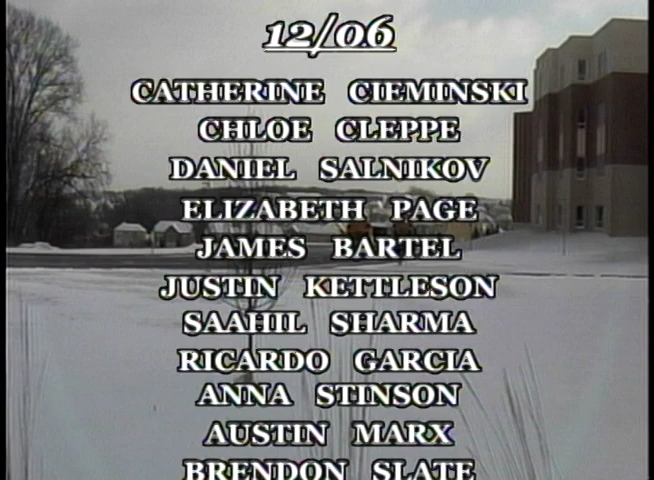 12/06
CATHERINE CIEMINSKI
CHLOE CLEPPE
DANIEL SALNIKOV
ELIZABETH PAGE
JAMES BARTEL
JUSTIN KETTLESON
SAAHIL SHARMA
RICARDO GARCIA
ANNA STINSON
AUSTIN MARX
BRENDON SLATE